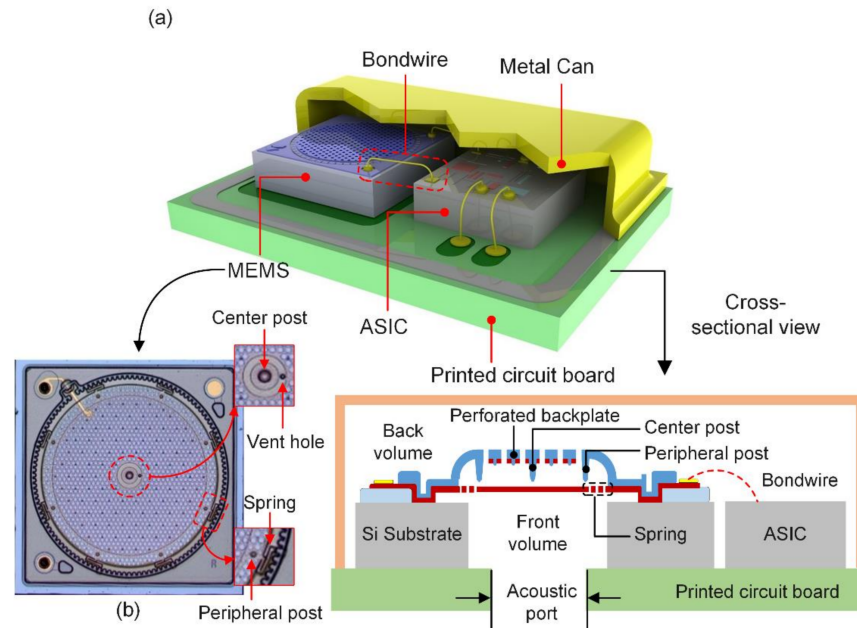 (a)
Bondwire
Metal Can
MEMS
ASIC
Cross-
sectional view
Printed circuit board
Center post
Vent hole
Spring
Peripheral post
R
(b)
Perforated backplate
Center post
Peripheral post
Back
volume
Bondwire
Si Substrate
Front
volume
Spring
ASIC
Acoustic
port
Printed circuit board